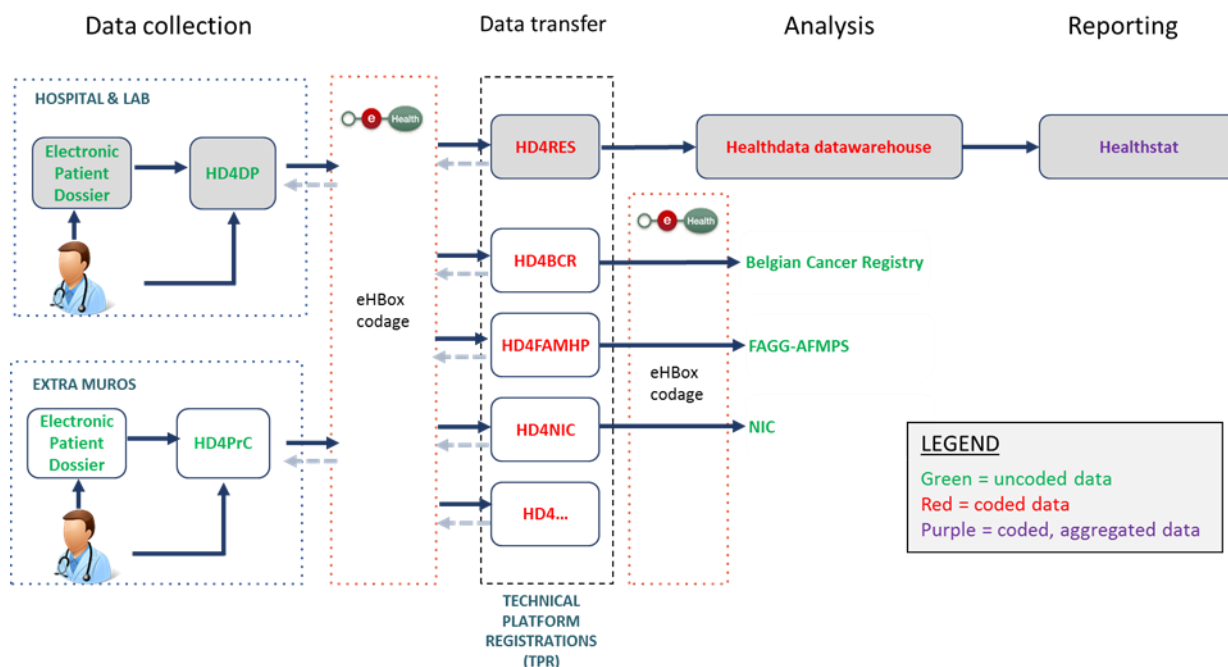 Data collection
Data transfer
Analysis
Reporting
HOSPITAL & LAB
Electronic
Patient
Dossier
HD4DP
e
Health
HD4RES
Healthdata datawarehouse
Healthstat
e
Health
HD4BCR
Belgian Cancer Registry
eHBox
codage
HD4FAMHP
FAGG-AFMPS
eHBox
codage
EXTRA MUROS
Electronic
Patient
Dossier
HD4PrC
HD4NIC
NIC
HD4...
LEGEND
Green = uncoded data
Red = coded data
Purple = coded, aggregated data
TECHNICAL
PLATFORM
REGISTRATIONS
(TPR)